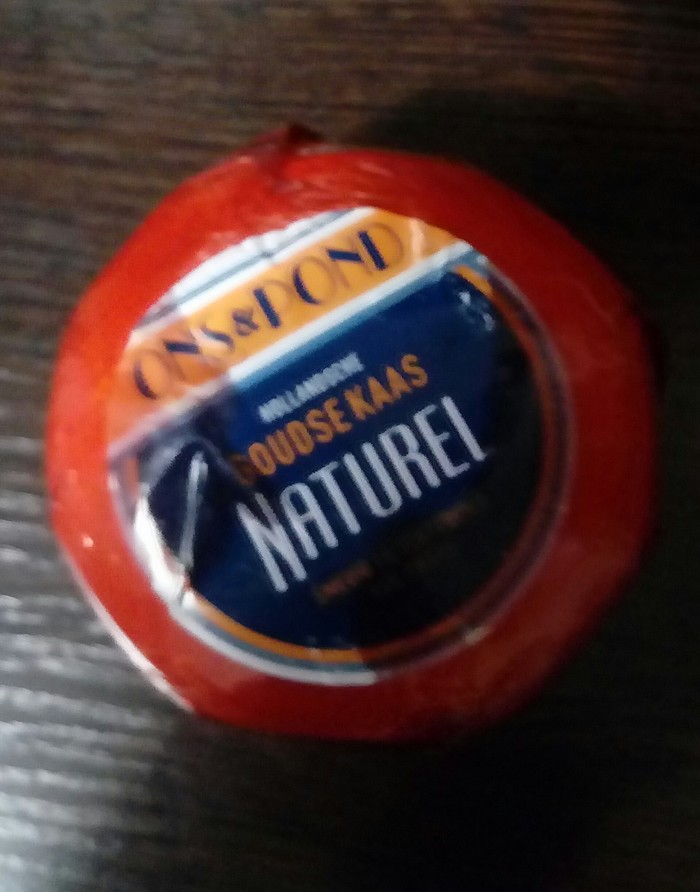 ONS & POND
HOLLANDSCHE
GOUDSE KAAS
NATUREL